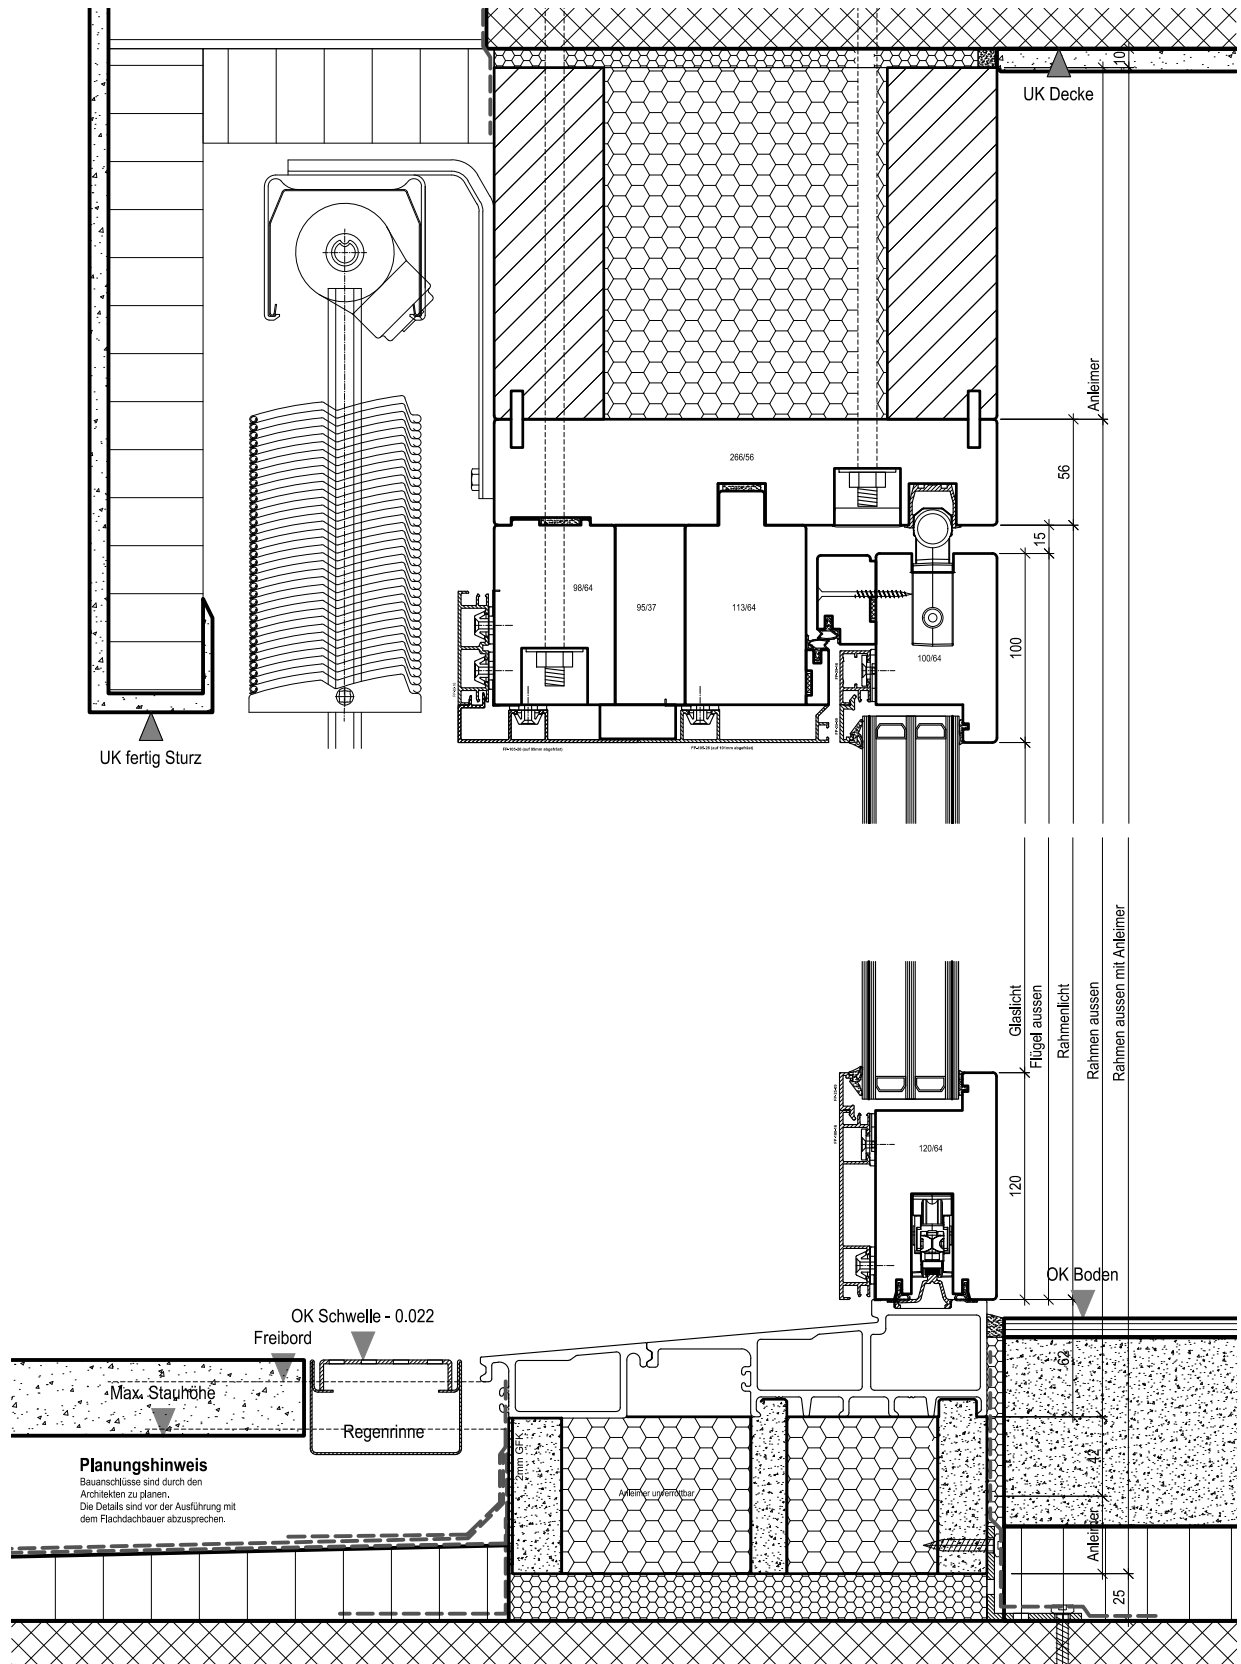 10
UK Decke
Anleimer
266/56
56
15
98/64
95/37
113/64
100/64
100
UK fertig Sturz
Glaslicht
Flügel aussen
Rahmenlicht
Rahmen aussen
Rahmen aussen mit Anleimer
120/64
120
OK Boden
OK Schwelle - 0.022
Freibord
Max. Stauhöhe
Regenrinne
62
Planungshinweis
Bauanschlüsse sind durch den
Architekten zu planen.
Die Details sind vor der Ausführung mit
dem Flachdachbauer abzusprechen.
2mm GFK
Anleimer unverrottbar
42
Anleimer
25